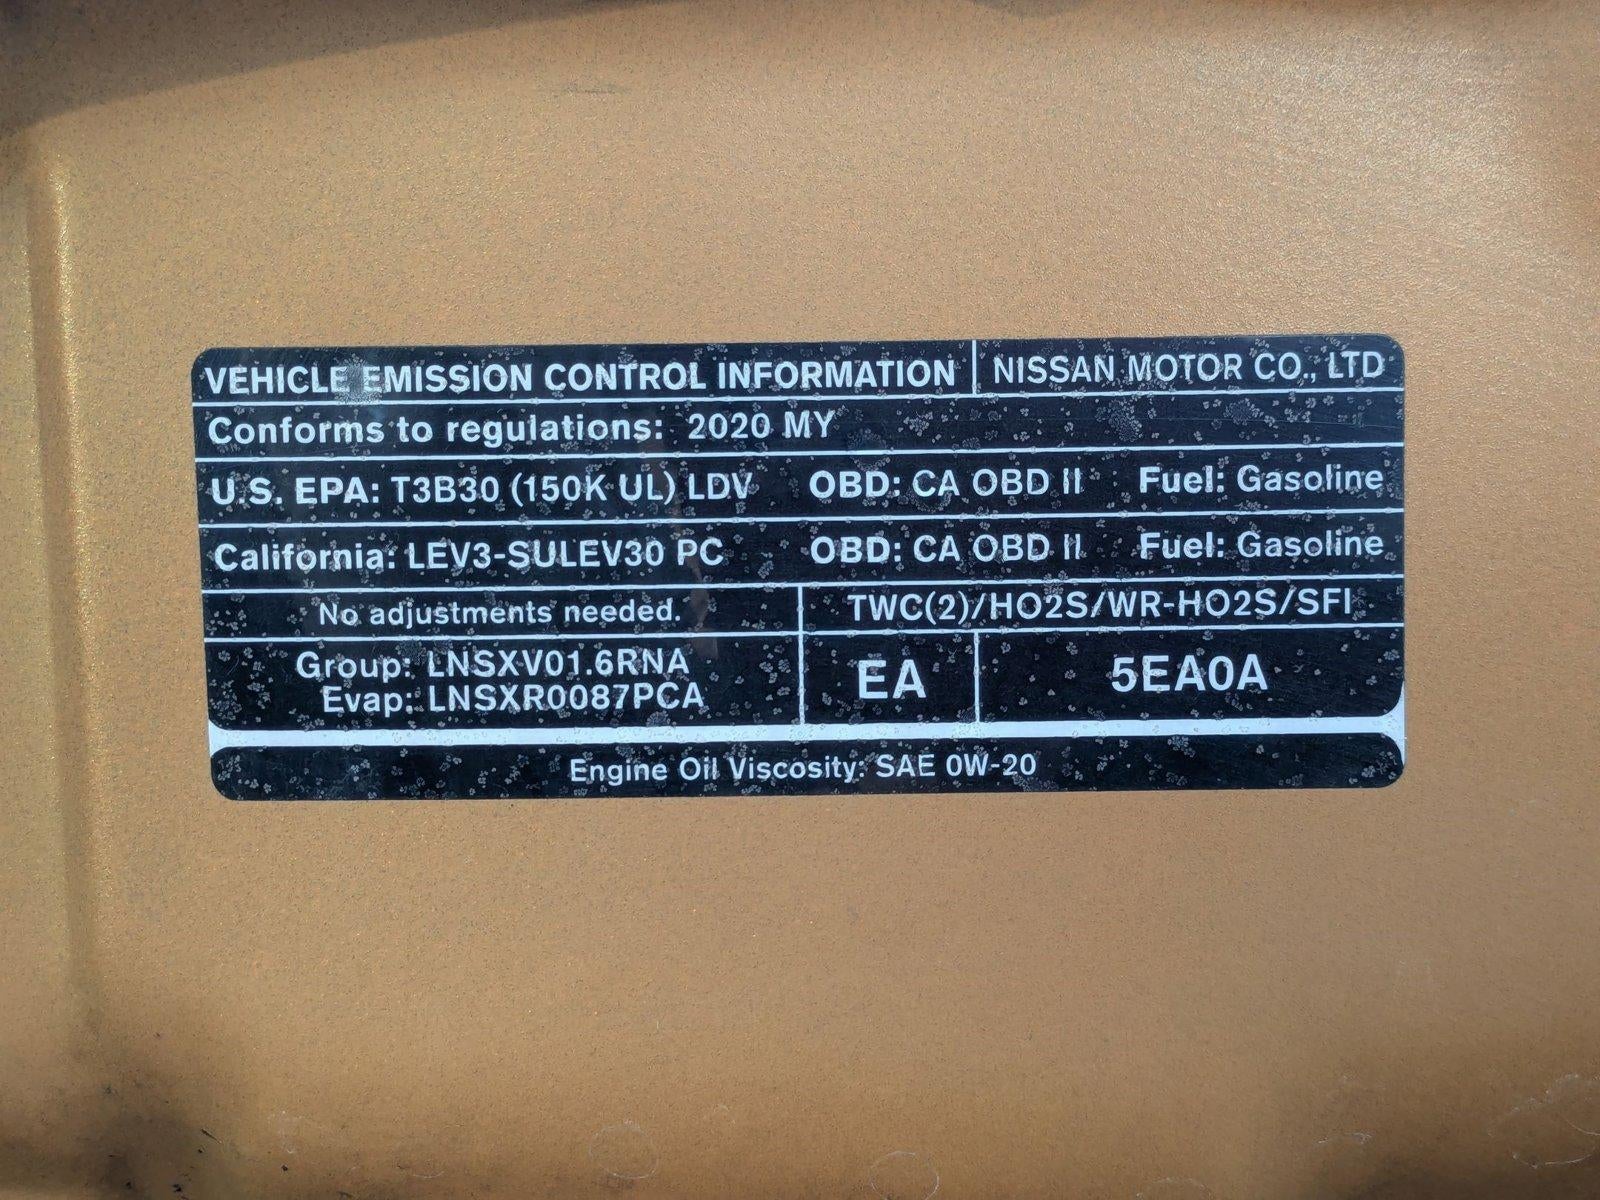 VEHICLE EMISSION CONTROL INFORMATION NISSAN MOTOR CO., LTD
Conforms to regulations: 2020 MY
U.S. EPA: T3B30 (150K UL) LDV OBD: CA OBD II Fuel: Gasoline
California: LEV3-SULEV30 PC OBD: CA OBD II Fuel: Gasoline
No adjustments needed. TWC(2)/HO2S/WR-HO2S/SFI
Group: LNSXV01.6RNA
Evap: LNSXR0087PCA
EA 5EA0A
Engine Oil Viscosity: SAE 0W-20